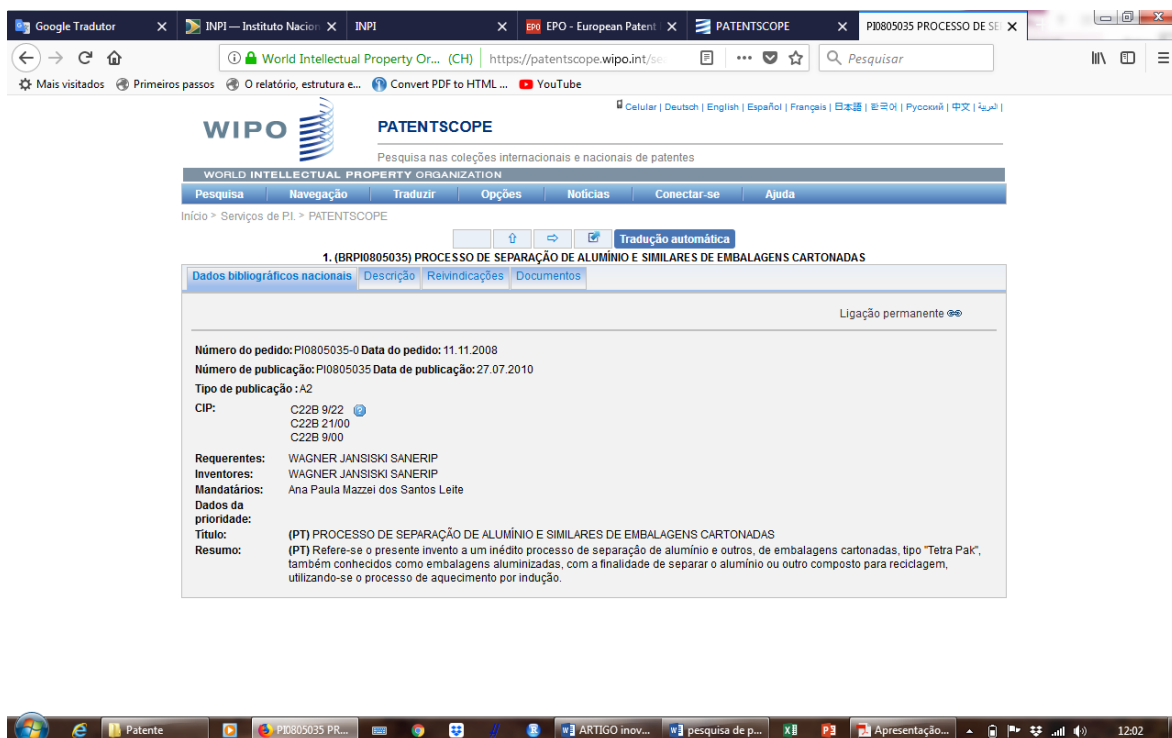 Google Tradutor
INPI — Instituto Nacion
INPI
EPO EPO - European Patent
PATENTSCOPE
PI0805035 PROCESSO DE SE
World Intellectual Property Or... (CH) https://patentscope.wipo.int/se
Pesquisar
Mais visitados Primeiros passos O relatório, estrutura e... Convert PDF to HTML ... YouTube
Celular | Deutsch | English | Español | Français | 日本語 | 한국어 | Русский | 中文 | العربية |
WIPO PATENTSCOPE
Pesquisa nas coleções internacionais e nacionais de patentes
WORLD INTELLECTUAL PROPERTY ORGANIZATION
Pesquisa Navegação Traduzir Opções Notícias Conectar-se Ajuda
Início > Serviços de P.I. > PATENTSCOPE
Tradução automática
1. (BRPI0805035) PROCESSO DE SEPARAÇÃO DE ALUMÍNIO E SIMILARES DE EMBALAGENS CARTONADAS
Dados bibliográficos nacionais Descrição Reivindicações Documentos
Ligação permanente
Número do pedido: PI0805035-0 Data do pedido: 11.11.2008
Número de publicação: PI0805035 Data de publicação: 27.07.2010
Tipo de publicação : A2
CIP: C22B 9/22
C22B 21/00
C22B 9/00
Requerentes: WAGNER JANSISKI SANERIP
Inventores: WAGNER JANSISKI SANERIP
Mandatários: Ana Paula Mazzei dos Santos Leite
Dados da
prioridade:
Título: (PT) PROCESSO DE SEPARAÇÃO DE ALUMÍNIO E SIMILARES DE EMBALAGENS CARTONADAS
Resumo: (PT) Refere-se o presente invento a um inédito processo de separação de alumínio e outros, de embalagens cartonadas, tipo "Tetra Pak",
também conhecidos como embalagens aluminizadas, com a finalidade de separar o alumínio ou outro composto para reciclagem,
utilizando-se o processo de aquecimento por indução.
Patente PI0805035 PR... ARTIGO inov... pesquisa de p... Apresentação... 12:02